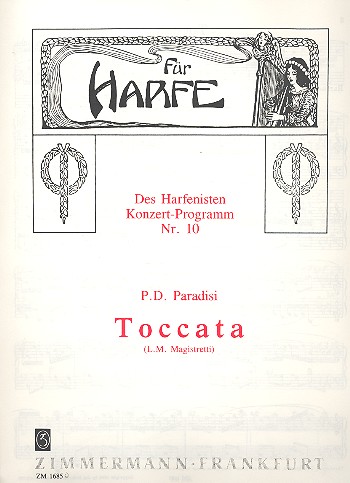 Für
HARFE
Des Harfenisten
Konzert-Programm
Nr. 10
P.D. Paradisi
Toccata
(L.M. Magistretti)
ZIMMERMANN · FRANKFURT
ZM 1685